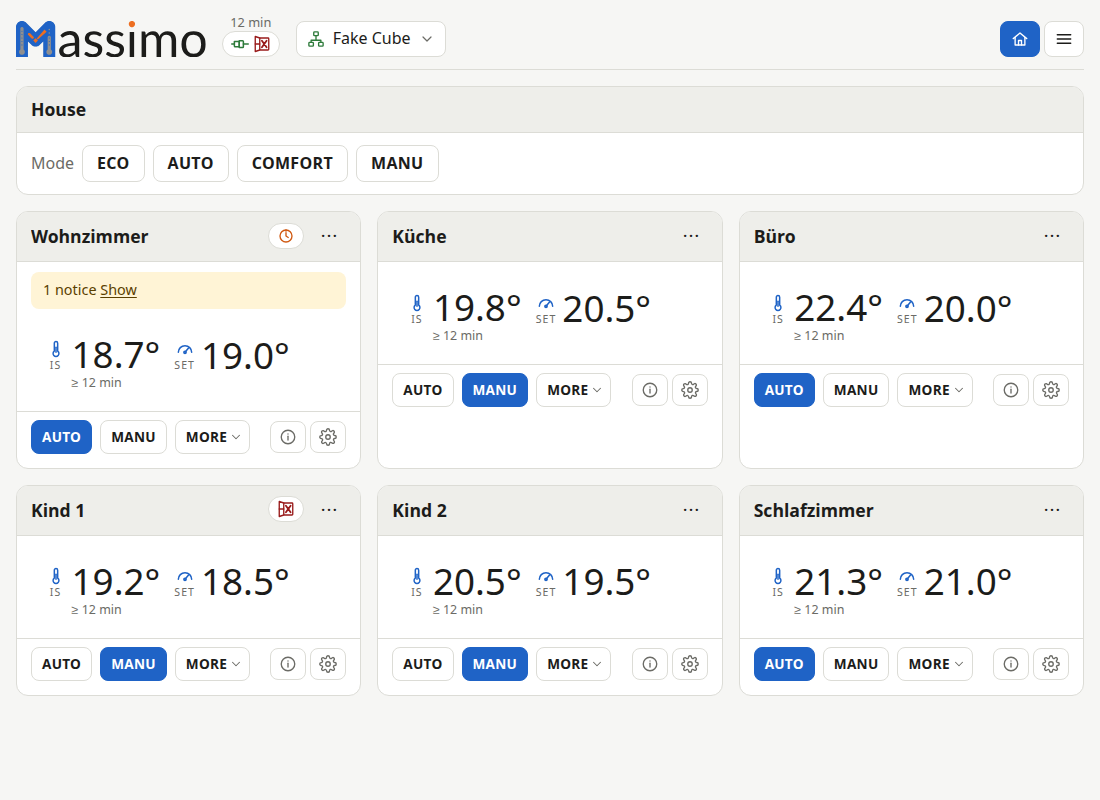 Massimo
12 min
Fake Cube
House
Mode ECO AUTO COMFORT MANU
Wohnzimmer
1 notice Show
IS 18.7° SET 19.0°
≥ 12 min
AUTO MANU MORE
Küche
IS 19.8° SET 20.5°
≥ 12 min
AUTO MANU MORE
Büro
IS 22.4° SET 20.0°
≥ 12 min
AUTO MANU MORE
Kind 1
IS 19.2° SET 18.5°
≥ 12 min
AUTO MANU MORE
Kind 2
IS 20.5° SET 19.5°
≥ 12 min
AUTO MANU MORE
Schlafzimmer
IS 21.3° SET 21.0°
≥ 12 min
AUTO MANU MORE